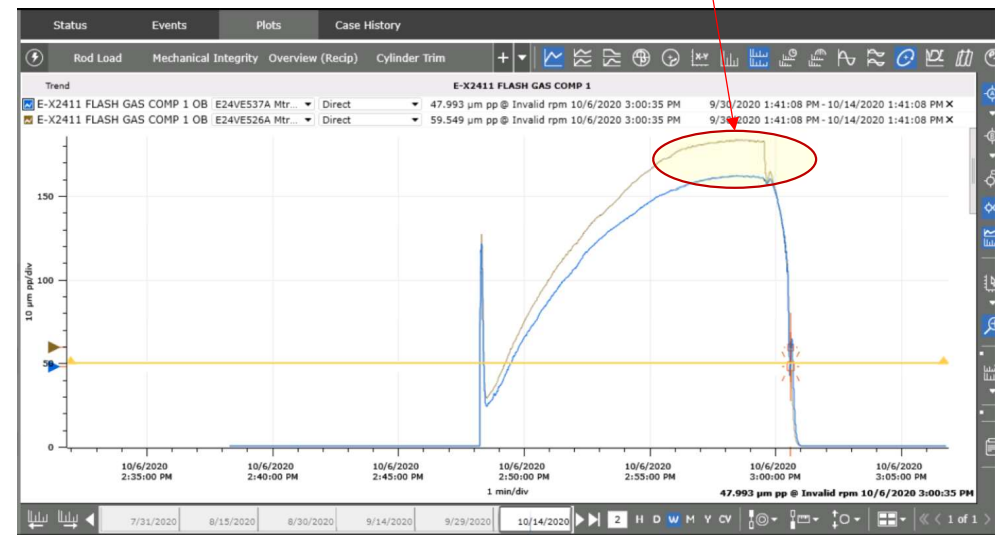 Status Events Plots Case History
Rod Load Mechanical Integrity Overview (Recip) Cylinder Trim + X-Y
Trend E-X2411 FLASH GAS COMP 1
E-X2411 FLASH GAS COMP 1 OB E24VE537A Mtr... Direct 47.993 µm pp@ Invalid rpm 10/6/2020 3:00:35 PM 9/30/2020 1:41:08 PM-10/14/2020 1:41:08 PM ×
E-X2411 FLASH GAS COMP 1 OB E24VE526A Mtr... Direct 59.549 µm pp@ Invalid rpm 10/6/2020 3:00:35 PM 9/30/2020 1:41:08 PM-10/14/2020 1:41:08 PM ×
150
100
50
0
10 µm pp/div
10/6/2020 10/6/2020 10/6/2020 10/6/2020 10/6/2020 10/6/2020 10/6/2020
2:35:00 PM 2:40:00 PM 2:45:00 PM 2:50:00 PM 2:55:00 PM 3:00:00 PM 3:05:00 PM
1 min/div
47.993 µm pp @ Invalid rpm 10/6/2020 3:00:35 PM
7/31/2020 8/15/2020 8/30/2020 9/14/2020 9/29/2020 10/14/2020 2 H D W M Y CV 1 of 1